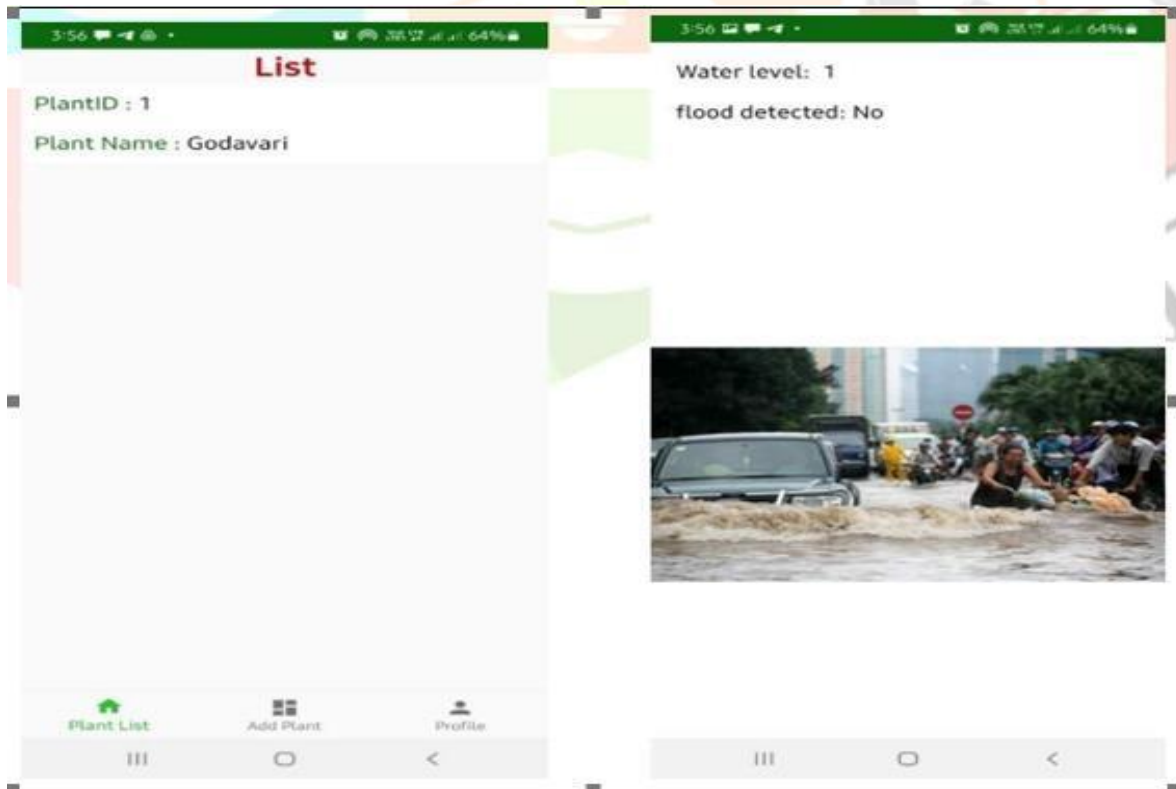 3:56
64%
List
PlantID : 1
Plant Name : Godavari
Plant List
Add Plant
Profile
3:56
64%
Water level: 1
flood detected: No